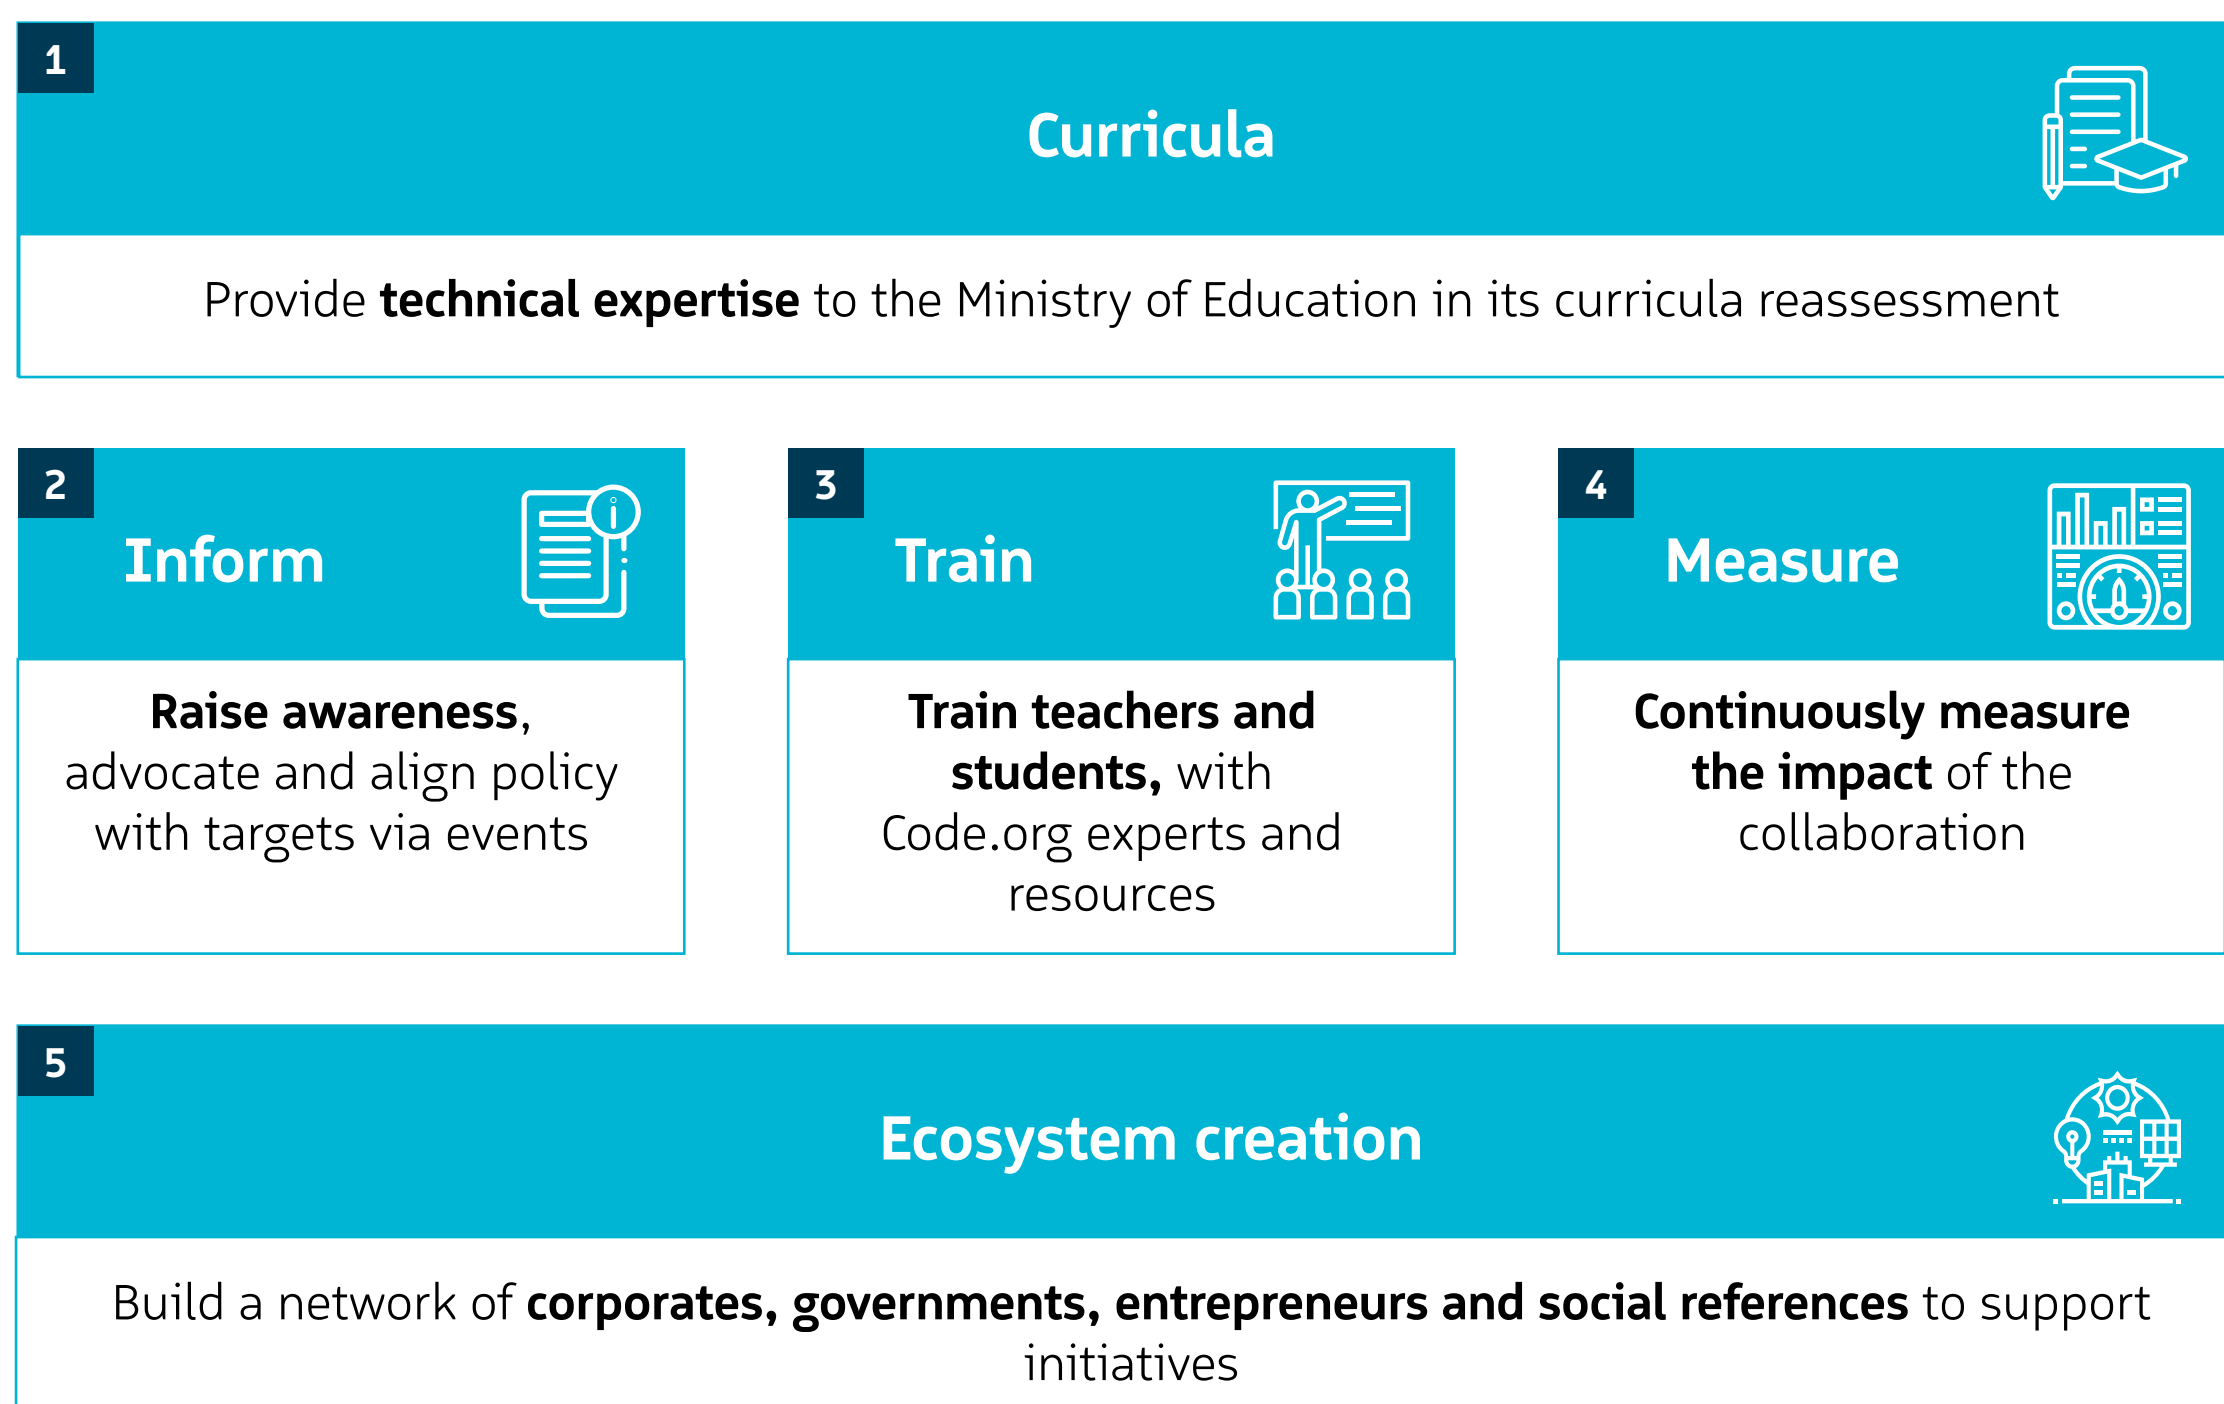 1
Curricula
Provide technical expertise to the Ministry of Education in its curricula reassessment
2
Inform
Raise awareness,
advocate and align policy
with targets via events
3
Train
Train teachers and
students, with
Code.org experts and
resources
4
Measure
Continuously measure
the impact of the
collaboration
5
Ecosystem creation
Build a network of corporates, governments, entrepreneurs and social references to support
initiatives